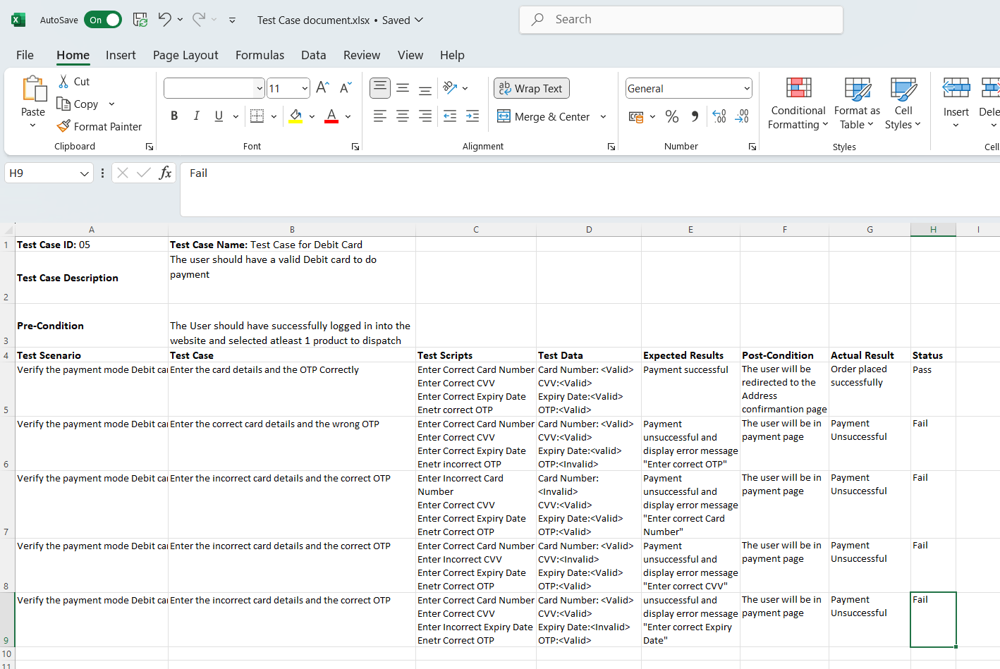 AutoSave On Test Case document.xlsx • Saved Search
File Home Insert Page Layout Formulas Data Review View Help
Paste
Cut
Copy
Format Painter
Clipboard
11
B I U A
Font
ab Wrap Text
Merge & Center
Alignment
General
% .00
Number
Conditional Formatting
Format as Table
Cell Styles
Styles
Insert
Dele
Cell
H9 fx Fail
A B C D E F G H I
1 Test Case ID: 05 Test Case Name: Test Case for Debit Card
2 Test Case Description
The user should have a valid Debit card to do
payment
3 Pre-Condition
The User should have successfully logged in into the
website and selected atleast 1 product to dispatch
4 Test Scenario Test Case Test Scripts Test Data Expected Results Post-Condition Actual Result Status
5 Verify the payment mode Debit car
Enter the card details and the OTP Correctly
Enter Correct Card Number
Enter Correct CVV
Enter Correct Expiry Date
Enetr correct OTP
Card Number: <Valid>
CVV:<Valid>
Expiry Date:<Valid>
OTP:<Valid>
Payment successful
The user will be
redirected to the
Address
confirmantion page
Order placed
successfully
Pass
6 Verify the payment mode Debit car
Enter the correct card details and the wrong OTP
Enter Correct Card Number
Enter Correct CVV
Enter Correct Expiry Date
Enetr incorrect OTP
Card Number: <Valid>
CVV:<Valid>
Expiry Date:<valid>
OTP:<Invalid>
Payment
unsuccessful and
display error message
"Enter correct OTP"
The user will be in
payment page
Payment
Unsuccessful
Fail
7 Verify the payment mode Debit car
Enter the incorrect card details and the correct OTP
Enter Incorrect Card
Number
Enter Correct CVV
Enter Correct Expiry Date
Enetr Correct OTP
Card Number:
<Invalid>
CVV:<Valid>
Expiry Date:<Valid>
OTP:<Valid>
Payment
unsuccessful and
display error message
"Enter correct Card
Number"
The user will be in
payment page
Payment
Unsuccessful
Fail
8 Verify the payment mode Debit car
Enter the incorrect card details and the correct OTP
Enter Correct Card Number
Enter Incorrect CVV
Enter Correct Expiry Date
Enetr Correct OTP
Card Number: <Valid>
CVV:<Invalid>
Expiry Date:<Valid>
OTP:<Valid>
Payment
unsuccessful and
display error message
"Enter correct CVV"
The user will be in
payment page
Payment
Unsuccessful
Fail
9 Verify the payment mode Debit car
Enter the incorrect card details and the correct OTP
Enter Correct Card Number
Enter Correct CVV
Enter Incorrect Expiry Date
Enetr Correct OTP
Card Number: <Valid>
CVV:<Valid>
Expiry Date:<Invalid>
OTP:<Valid>
unsuccessful and
display error message
"Enter correct Expiry
Date"
The user will be in
payment page
Payment
Unsuccessful
Fail
10
11